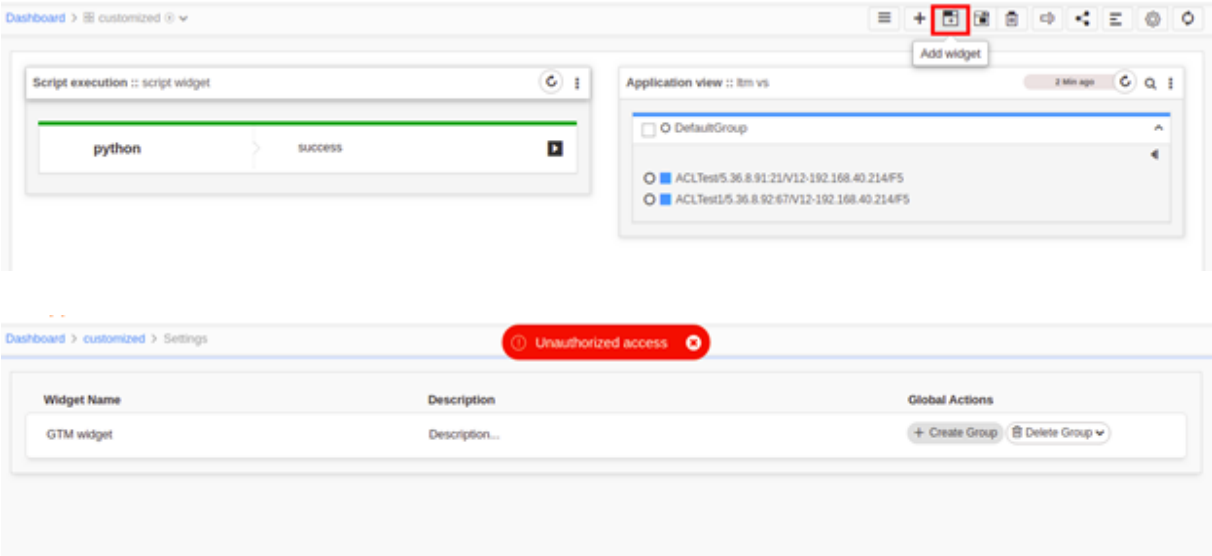 Dashboard > customized
Add widget
Script execution :: script widget
python success
Application view :: ltm vs 2 Min ago
DefaultGroup
ACLTest/5.36.8.91:21/V12-192.168.40.214/F5
ACLTest1/5.36.8.92:67/V12-192.168.40.214/F5
Dashboard > customized > Settings
Unauthorized access
Widget Name Description Global Actions
GTM widget Description... + Create Group Delete Group